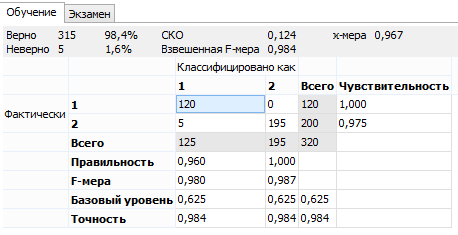 Обучение Экзамен
Верно 315 98,4% СКО 0,124 х-мера 0,967
Неверно 5 1,6% Взвешенная F-мера 0,984
Классифицировано как
1 2 Всего Чувствительность
Фактически 1 120 0 120 1,000
2 5 195 200 0,975
Всего 125 195 320
Правильность 0,960 1,000
F-мера 0,980 0,987
Базовый уровень 0,625 0,625 0,625
Точность 0,984 0,984 0,984